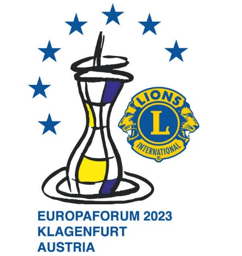 LIONS
L
INTERNATIONAL
EUROPAFORUM 2023
KLAGENFURT
AUSTRIA